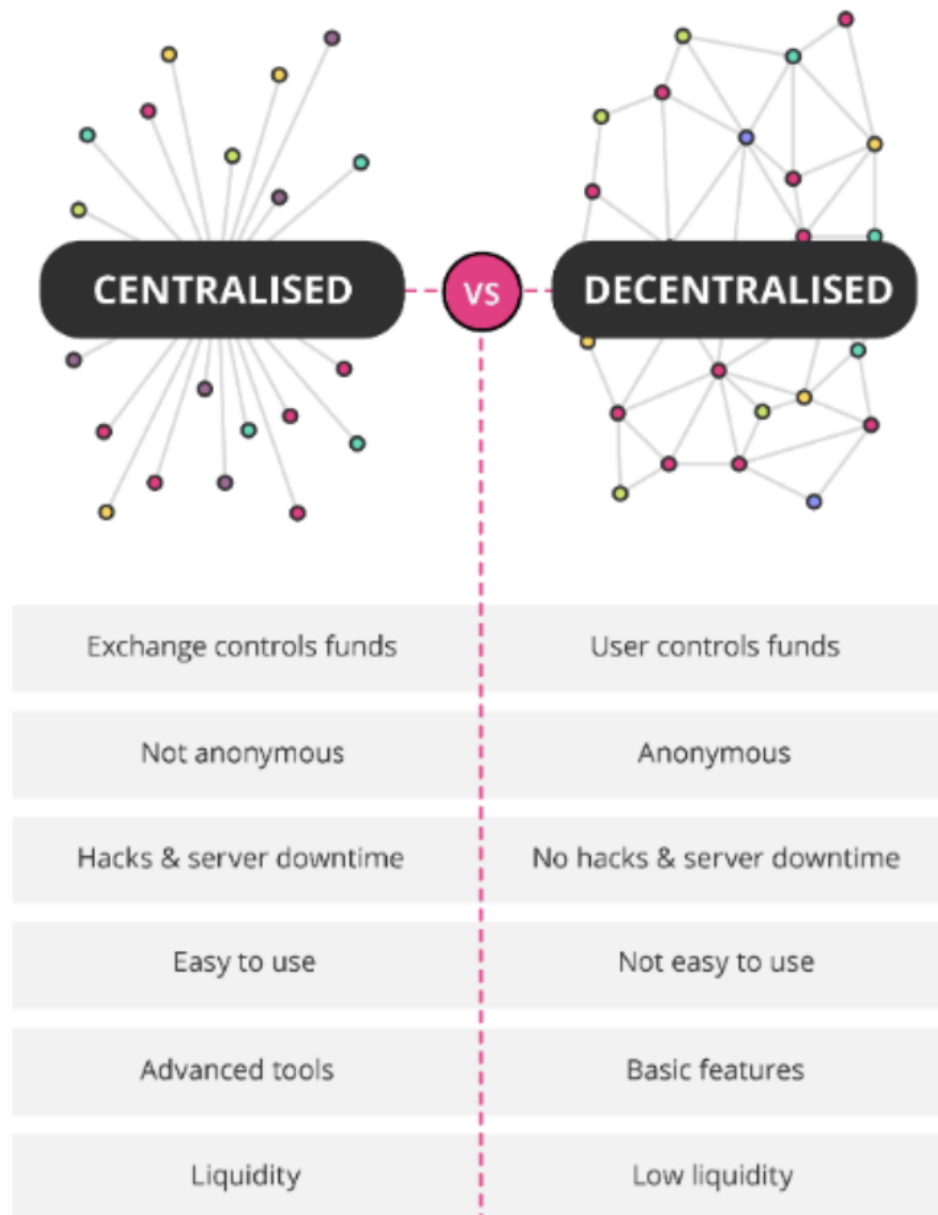 CENTRALISED
VS
DECENTRALISED
Exchange controls funds
User controls funds
Not anonymous
Anonymous
Hacks & server downtime
No hacks & server downtime
Easy to use
Not easy to use
Advanced tools
Basic features
Liquidity
Low liquidity